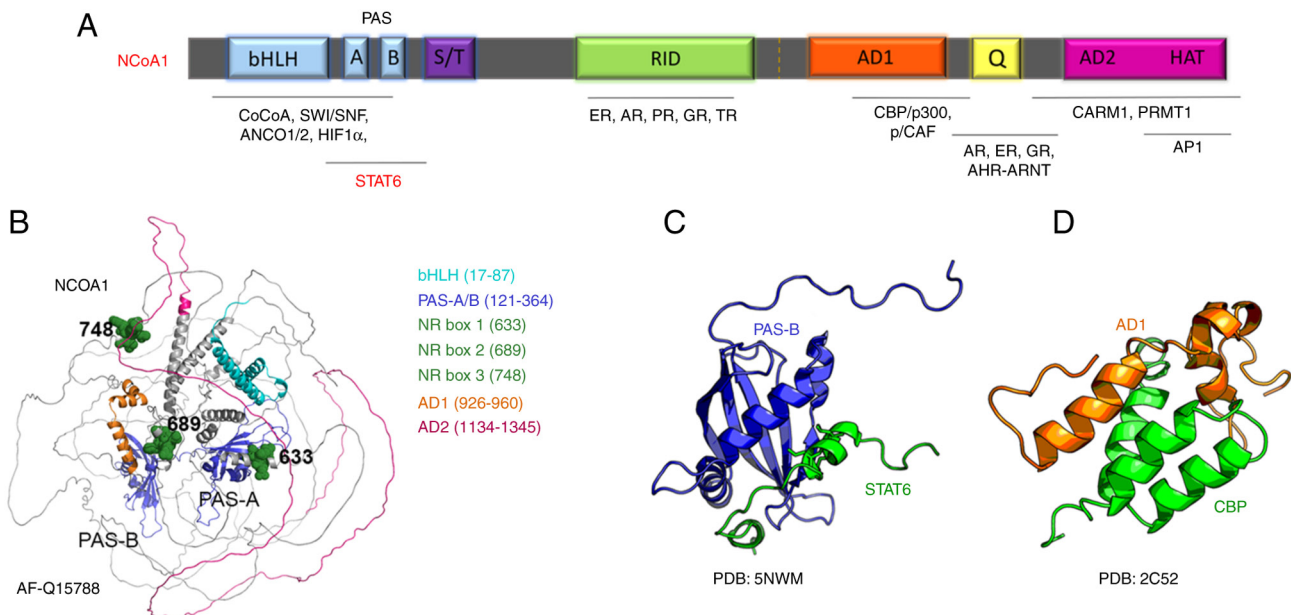 A
PAS
NCoA1
bHLH
A
B
S/T
RID
AD1
Q
AD2
HAT
CoCoA, SWI/SNF,
ANCO1/2, HIF1α,
STAT6
ER, AR, PR, GR, TR
CBP/p300,
p/CAF
AR, ER, GR,
AHR-ARNT
CARM1, PRMT1
AP1
B
NCOA1
748
689
633
PAS-A
PAS-B
AF-Q15788
bHLH (17-87)
PAS-A/B (121-364)
NR box 1 (633)
NR box 2 (689)
NR box 3 (748)
AD1 (926-960)
AD2 (1134-1345)
C
PAS-B
STAT6
PDB: 5NWM
D
AD1
CBP
PDB: 2C52